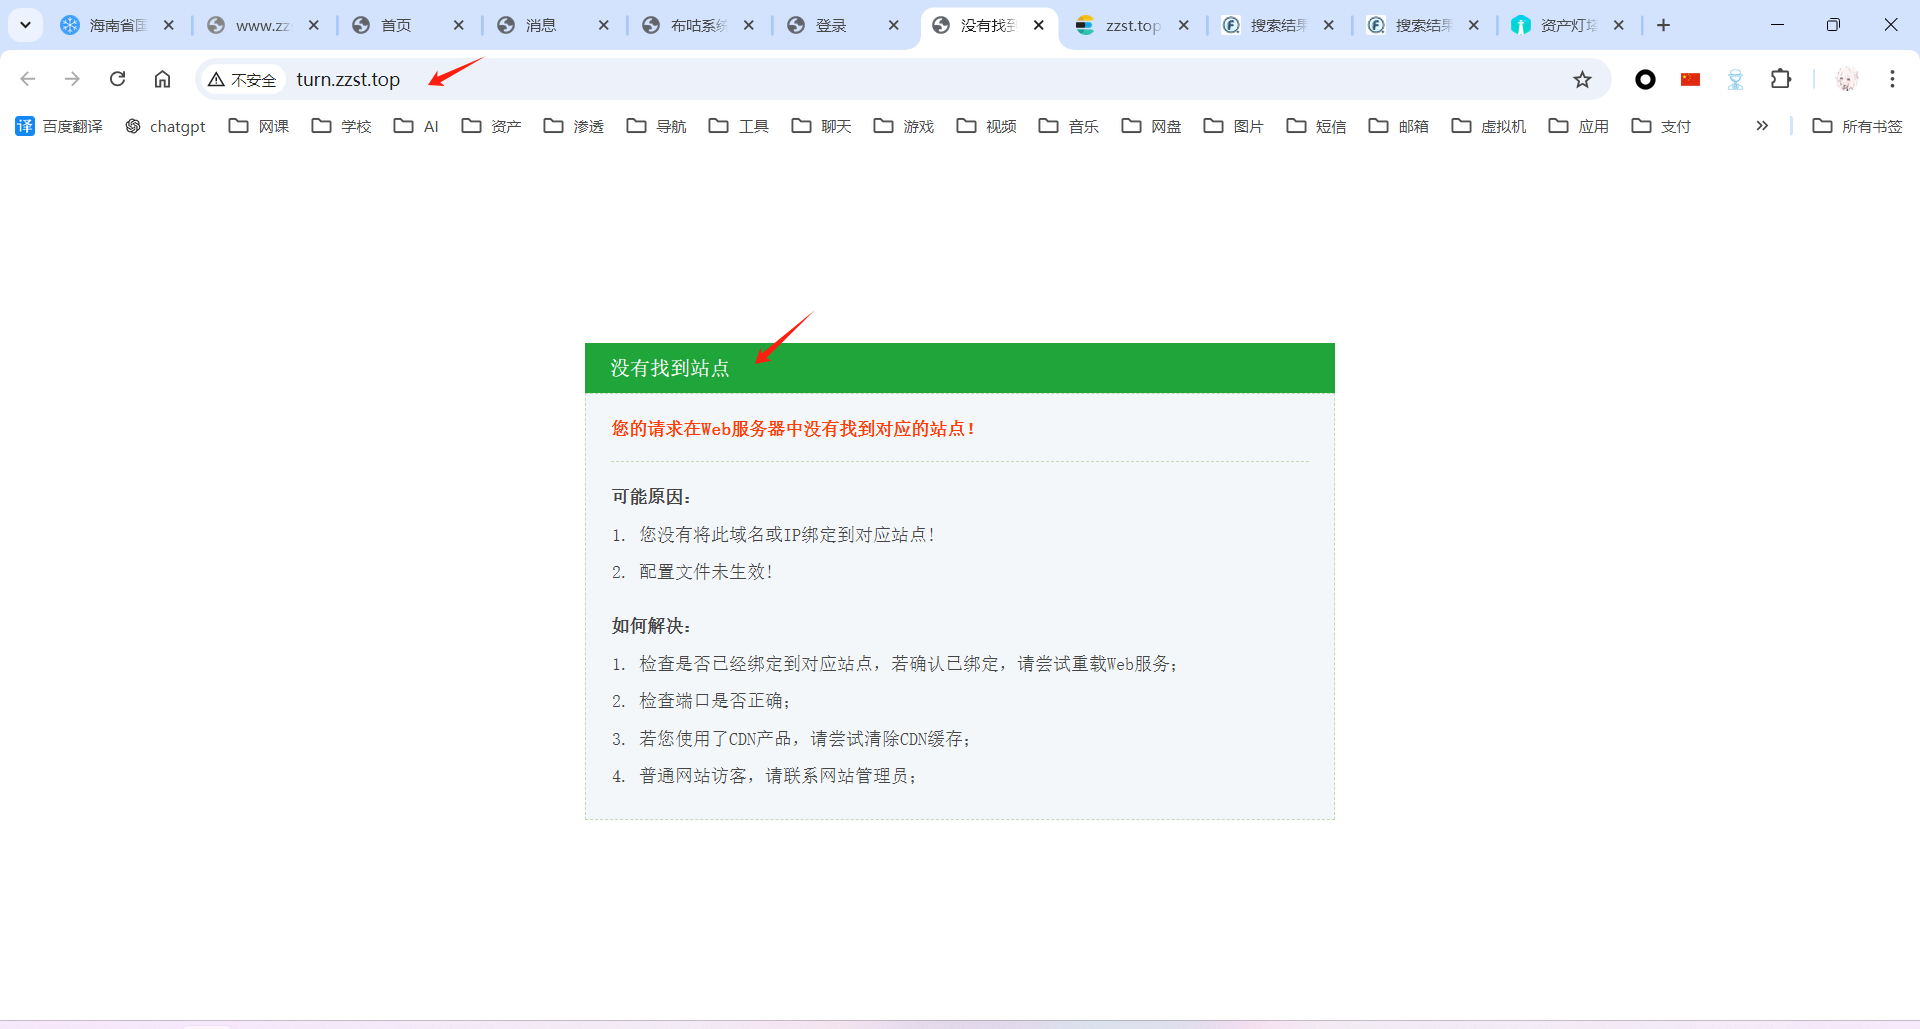 海南省国
www.zz
首页
消息
布咕系统
登录
没有找到
zzst.top
搜索结果
搜索结果
资产灯塔
不安全
turn.zzst.top
译 百度翻译
chatgpt
网课
学校
AI
资产
渗透
导航
工具
聊天
游戏
视频
音乐
网盘
图片
短信
邮箱
虚拟机
应用
支付
所有书签
没有找到站点
您的请求在Web服务器中没有找到对应的站点！
可能原因：
1. 您没有将此域名或IP绑定到对应站点！
2. 配置文件未生效！
如何解决：
1. 检查是否已经绑定到对应站点，若确认已绑定，请尝试重载Web服务；
2. 检查端口是否正确；
3. 若您使用了CDN产品，请尝试清除CDN缓存；
4. 普通网站访客，请联系网站管理员；